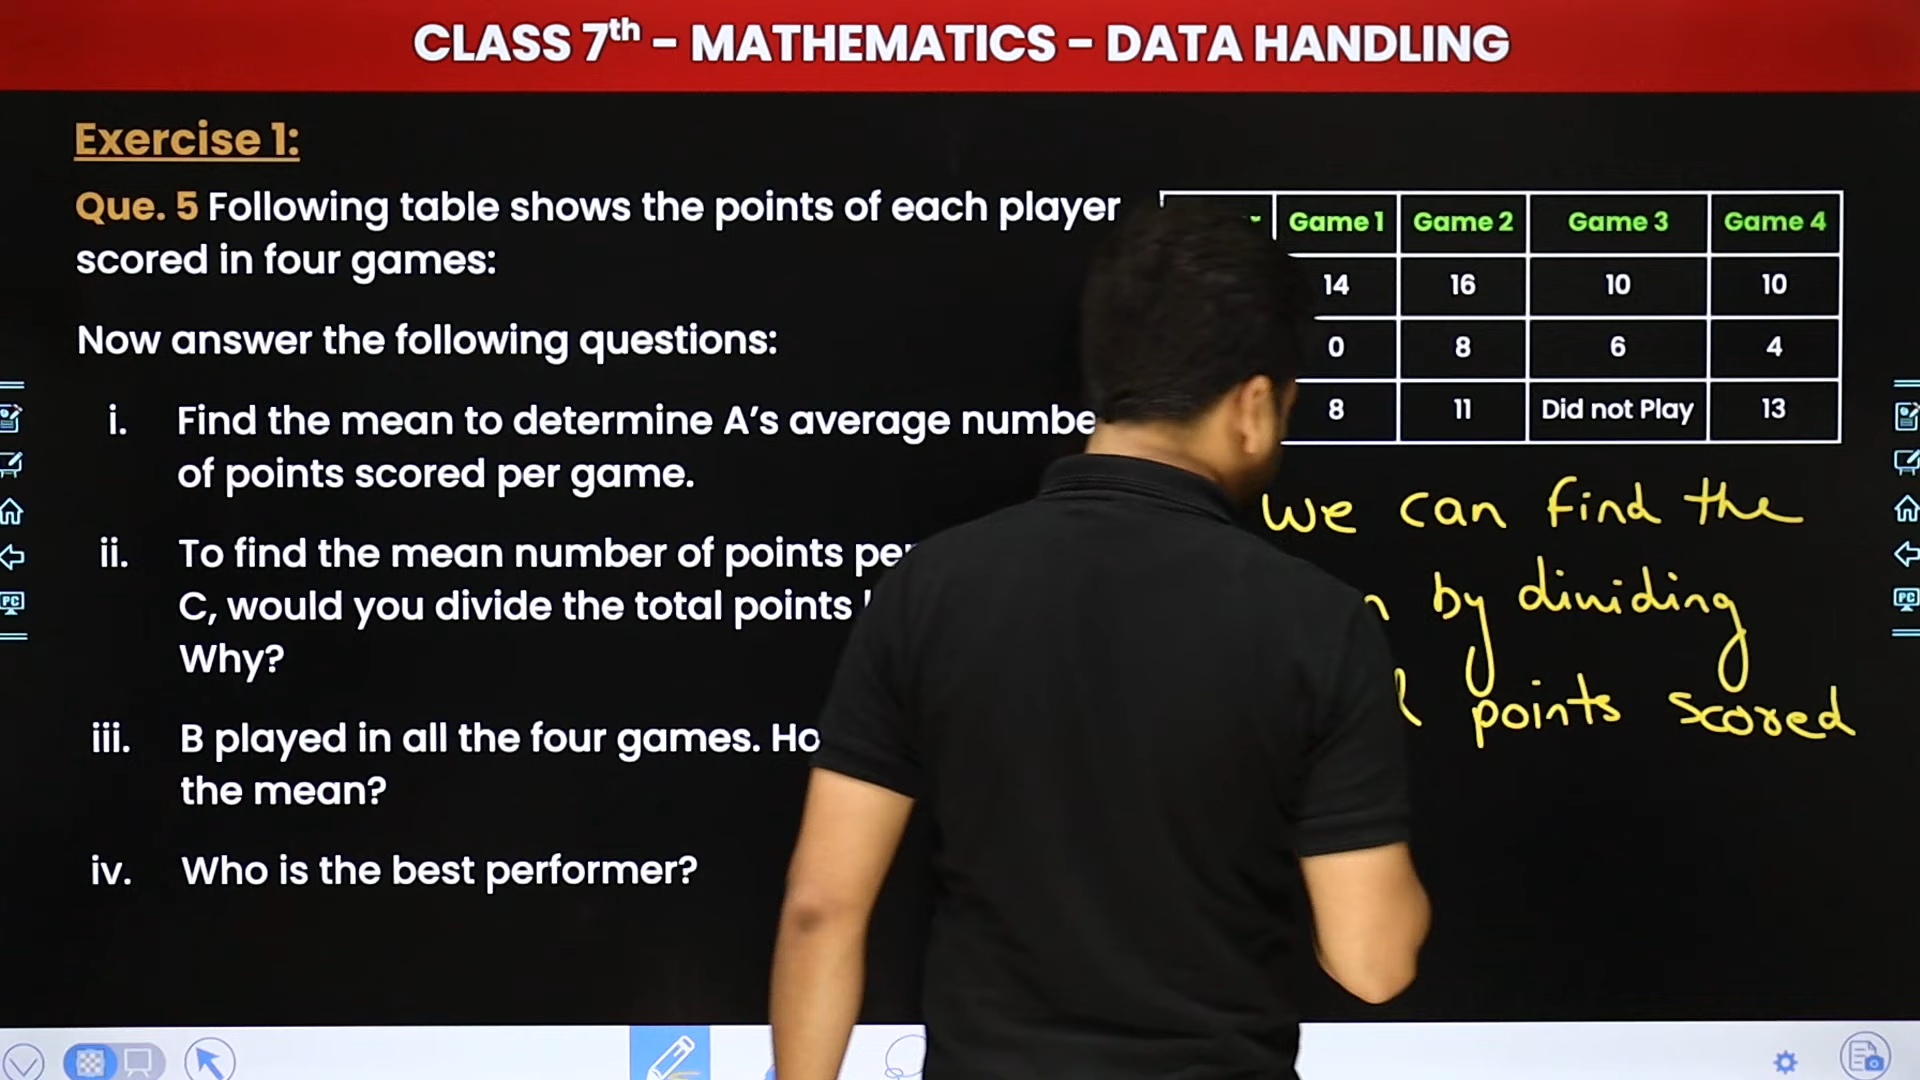 CLASS 7th - MATHEMATICS - DATA HANDLING
Exercise 1:
Que. 5 Following table shows the points of each player
scored in four games:
Now answer the following questions:
i. Find the mean to determine A's average
of points scored per game.
ii. To find the mean number of points
C, would you divide the total points
Why?
iii. B played in all the four games.
the mean?
iv. Who is the best performer?
Game 1 Game 2 Game 3 Game 4
14 16 10 10
0 8 6 4
8 11 Did not Play 13
we can find the
by dividing
points scored
PC
PC